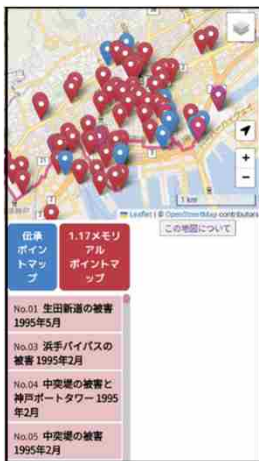 1 km
Leaflet | © OpenStreetMap contributors
+
−
伝承
ポイン
トマッ
プ
1.17メモリ
アル
ポイントマ
ップ
この地図について
No.01 生田新道の被害
1995年5月
No.03 浜手バイパスの
被害 1995年2月
No.04 中突堤の被害と
神戸ポートタワー 1995
年2月
No.05 中突堤の被害
1995年2月